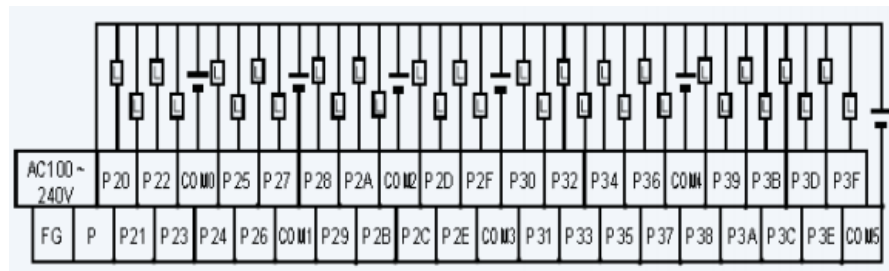 L L L L L L L L L L L L L L L L L L
L L L L L L L L L L L L L L
AC100~ P20 P22 COM0 P25 P27 P28 P2A COM2 P2D P2F P30 P32 P34 P36 COM4 P39 P3B P3D P3F
240V
FG P P21 P23 P24 P26 COM1 P29 P2B P2C P2E COM3 P31 P33 P35 P37 P38 P3A P3C P3E COM5